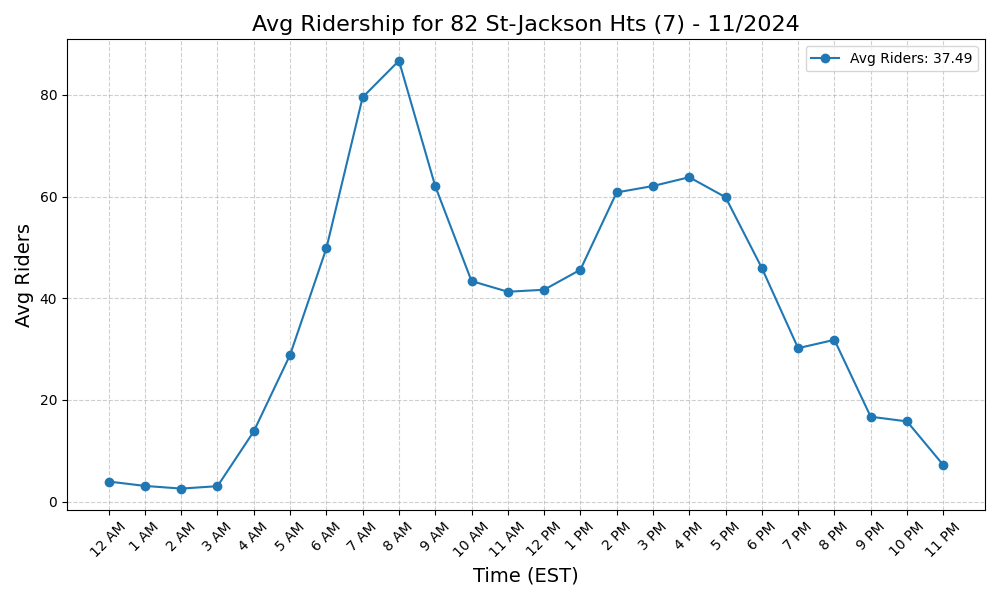 Avg Ridership for 82 St-Jackson Hts (7) - 11/2024
Avg Riders: 37.49
Avg Riders
80
60
40
20
0
12 AM
1 AM
2 AM
3 AM
4 AM
5 AM
6 AM
7 AM
8 AM
9 AM
10 AM
11 AM
12 PM
1 PM
2 PM
3 PM
4 PM
5 PM
6 PM
7 PM
8 PM
9 PM
10 PM
11 PM
Time (EST)